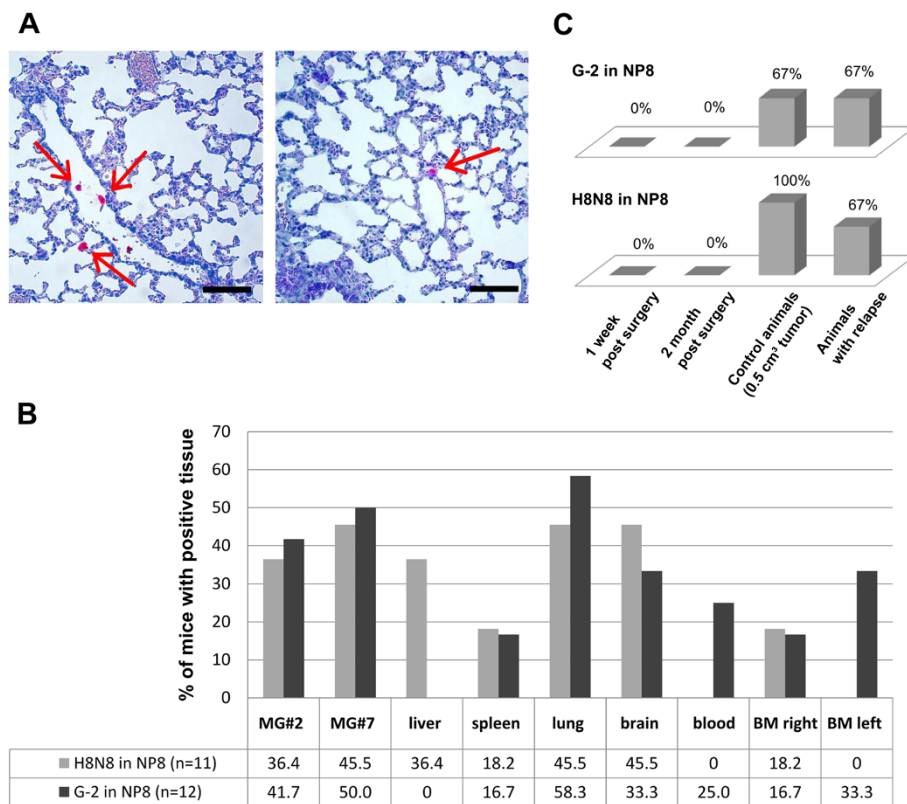 A
C
G-2 in NP8
0%
0%
67%
67%
H8N8 in NP8
0%
0%
100%
67%
1 week
post surgery
2 month
post surgery
Control animals
(0.5 cm³ tumor)
Animals
with relapse
B
% of mice with positive tissue
70
60
50
40
30
20
10
0
MG#2 MG#7 liver spleen lung brain blood BM right BM left
H8N8 in NP8 (n=11) 36.4 45.5 36.4 18.2 45.5 45.5 0 18.2 0
G-2 in NP8 (n=12) 41.7 50.0 0 16.7 58.3 33.3 25.0 16.7 33.3